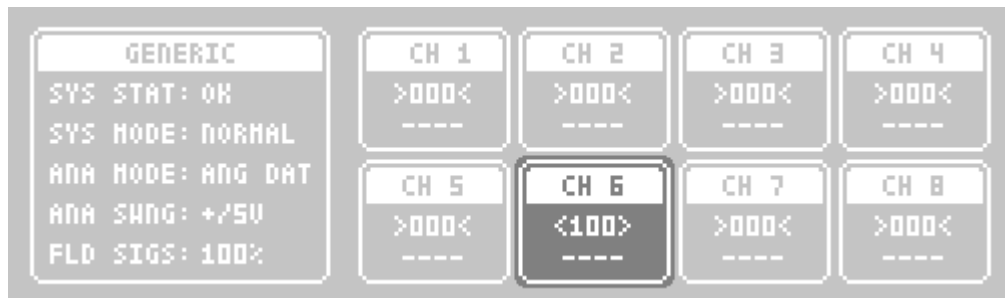 GENERIC
SYS STAT: OK
SYS MODE: NORMAL
ANA MODE: ANG DAT
ANA SWNG: +/5V
FLD SIGS: 100%
CH 1
>000<
----
CH 2
>000<
----
CH 3
>000<
----
CH 4
>000<
----
CH 5
>000<
----
CH 6
<100>
----
CH 7
>000<
----
CH 8
>000<
----